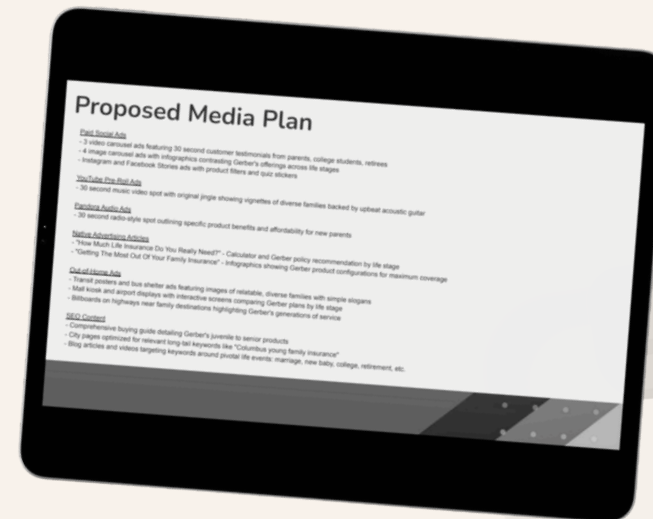 Proposed Media Plan
Paid Social Ads
- 3 video carousel ads featuring 30 second customer testimonials from parents, college students, retirees
- 4 image carousel ads with infographics contrasting Gerber's offerings across life stages
- Instagram and Facebook Stories ads with product filters and quiz stickers
YouTube Pre-Roll Ads
- 30 second music video spot with original jingle showing vignettes of diverse families backed by upbeat acoustic guitar
Pandora Audio Ads
- 30 second radio-style spot outlining specific product benefits and affordability for new parents
Native Advertising Articles
- "How Much Life Insurance Do You Really Need?" - Calculator and Gerber policy recommendation by life stage
- "Getting The Most Out Of Your Family Insurance" - Infographics showing Gerber product configurations for maximum coverage
Out-of-Home Ads
- Transit posters and bus shelter ads featuring images of relatable, diverse families with simple slogans
- Mall kiosk and airport displays with interactive screens comparing Gerber plans by life stage
- Billboards on highways near family destinations highlighting Gerber's generations of service
SEO Content
- Comprehensive buying guide detailing Gerber's juvenile to senior products
- City pages optimized for relevant long-tail keywords like "Columbus young family insurance"
- Blog articles and videos targeting keywords around pivotal life events: marriage, new baby, college, retirement, etc.